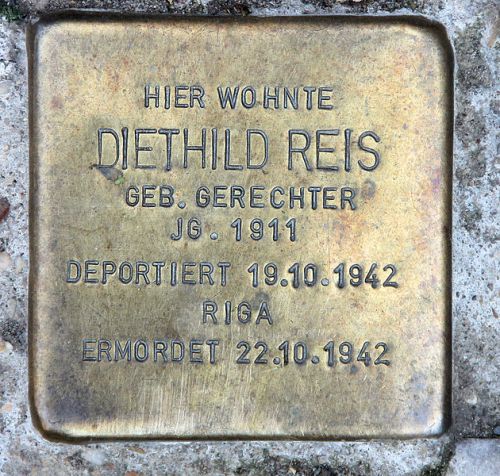 HIER WOHNTE
DIETHILD REIS
GEB. GERECHTER
JG. 1911
DEPORTIERT 19.10.1942
RIGA
ERMORDET 22.10.1942